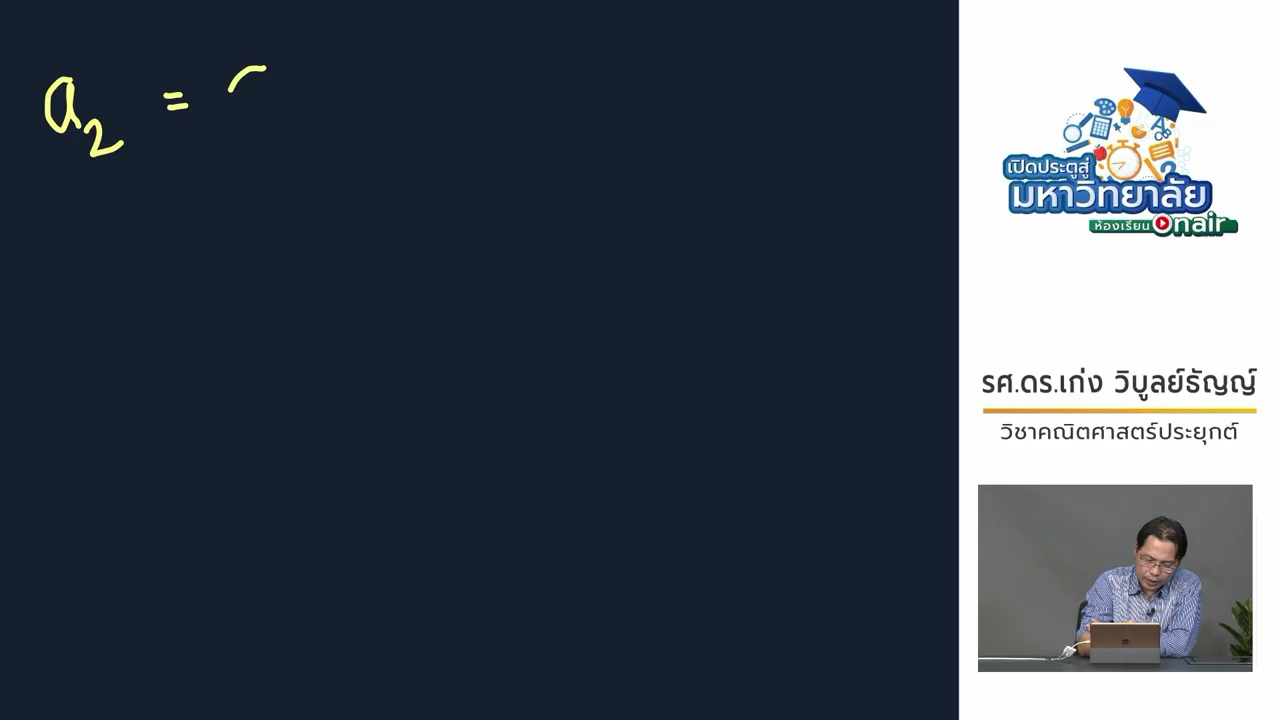 a₂ =
เปิดประตูสู่
มหาวิทยาลัย
ห้องเรียน Onair
รศ.ดร.เก่ง วิบูลย์ธัญญ์
วิชาคณิตศาสตร์ประยุกต์